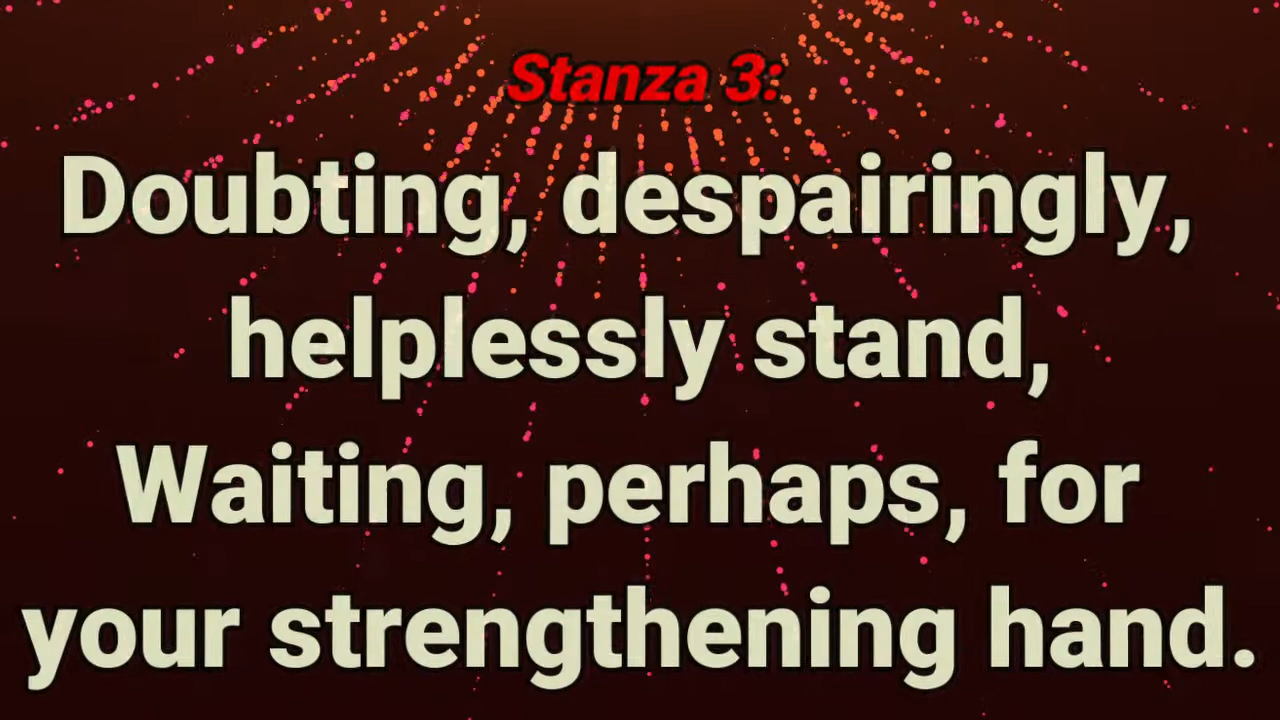 Stanza 3:
Doubting, despairingly,
helplessly stand,
Waiting, perhaps, for
your strengthening hand.